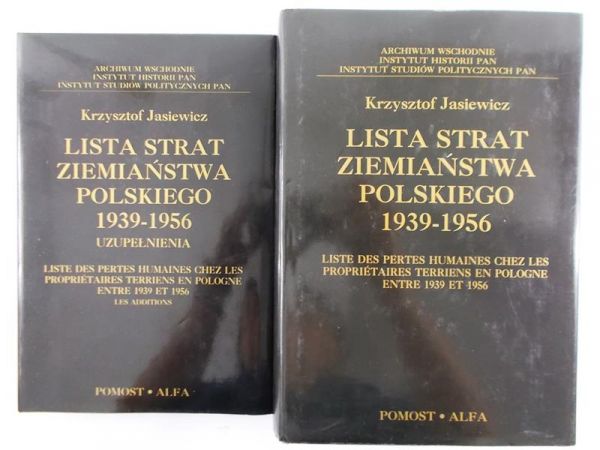 ARCHIWUM WSCHODNIE
INSTYTUT HISTORII PAN
INSTYTUT STUDIÓW POLITYCZNYCH PAN
Krzysztof Jasiewicz
LISTA STRAT
ZIEMIAŃSTWA
POLSKIEGO
1939-1956
UZUPEŁNIENIA
LISTE DES PERTES HUMAINES CHEZ LES
PROPRIÉTAIRES TERRIENS EN POLOGNE
ENTRE 1939 ET 1956
LES ADDITIONS
POMOST • ALFA
ARCHIWUM WSCHODNIE
INSTYTUT HISTORII PAN
INSTYTUT STUDIÓW POLITYCZNYCH PAN
Krzysztof Jasiewicz
LISTA STRAT
ZIEMIAŃSTWA
POLSKIEGO
1939-1956
LISTE DES PERTES HUMAINES CHEZ LES
PROPRIÉTAIRES TERRIENS EN POLOGNE
ENTRE 1939 ET 1956
POMOST • ALFA